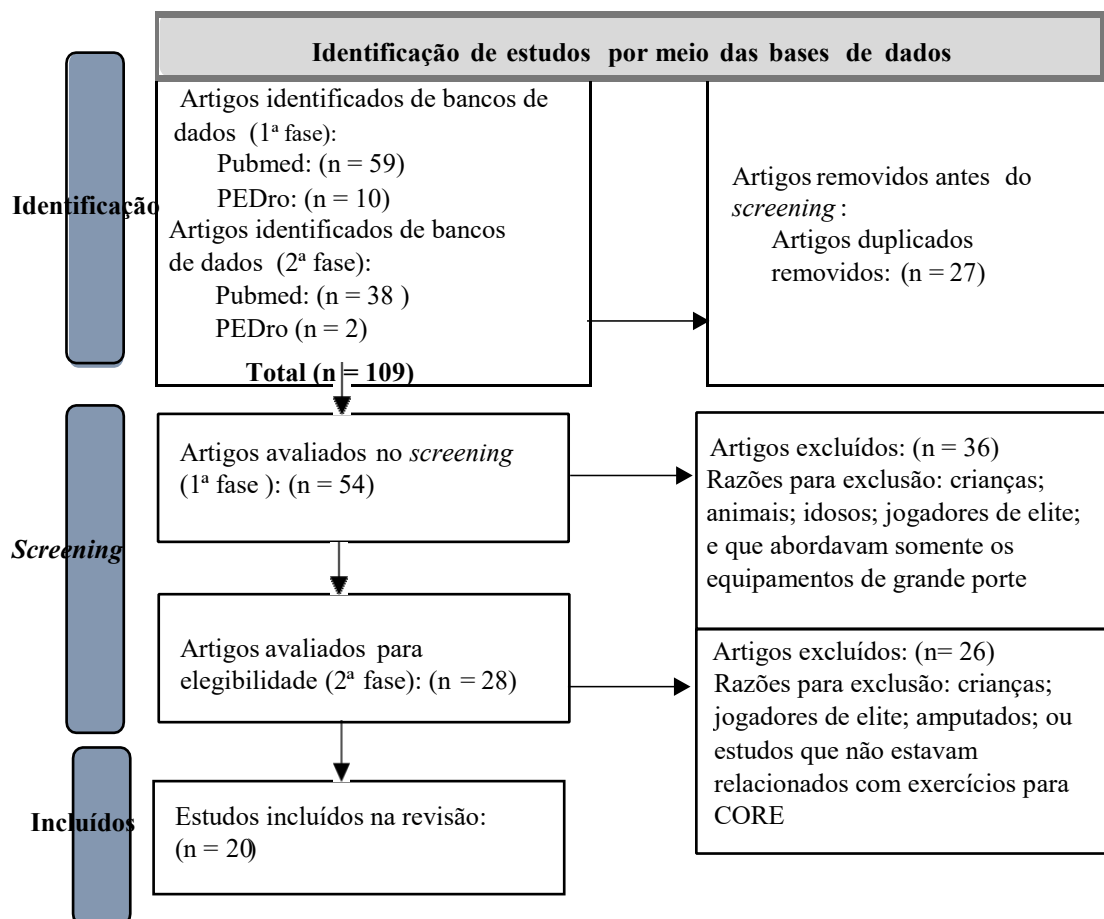 Identificação de estudos por meio das bases de dados
Identificação
Artigos identificados de bancos de
dados (1ª fase):
Pubmed: (n = 59)
PEDro: (n = 10)
Artigos identificados de bancos
de dados (2ª fase):
Pubmed: (n = 38 )
PEDro (n = 2)
Total (n = 109)
Artigos removidos antes do
screening :
Artigos duplicados
removidos: (n = 27)
Screening
Artigos avaliados no screening
(1ª fase ): (n = 54)
Artigos excluídos: (n = 36)
Razões para exclusão: crianças;
animais; idosos; jogadores de elite;
e que abordavam somente os
equipamentos de grande porte
Artigos avaliados para
elegibilidade (2ª fase): (n = 28)
Artigos excluídos: (n= 26)
Razões para exclusão: crianças;
jogadores de elite; amputados; ou
estudos que não estavam
relacionados com exercícios para
CORE
Incluídos
Estudos incluídos na revisão:
(n = 20)